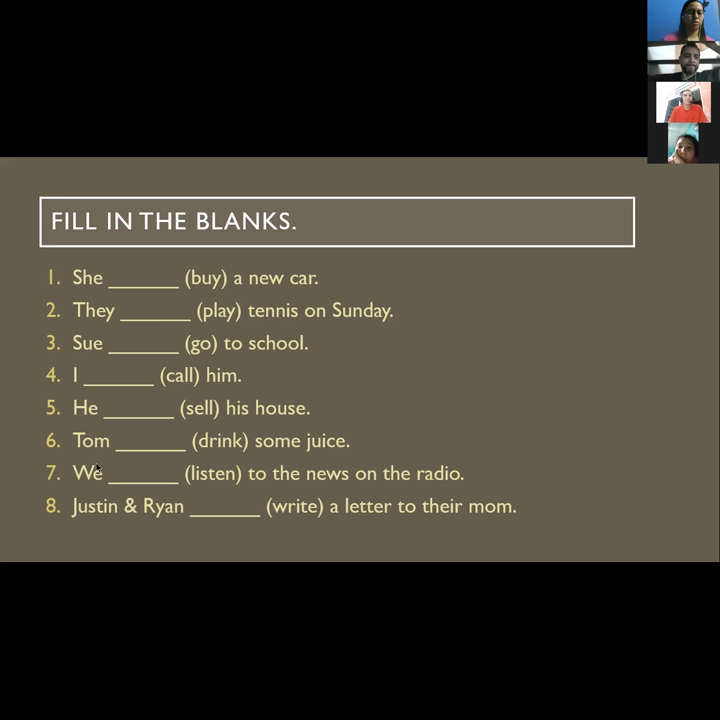 FILL IN THE BLANKS.
1. She _______ (buy) a new car.
2. They _______ (play) tennis on Sunday.
3. Sue _______ (go) to school.
4. I _______ (call) him.
5. He _______ (sell) his house.
6. Tom _______ (drink) some juice.
7. We _______ (listen) to the news on the radio.
8. Justin & Ryan _______ (write) a letter to their mom.